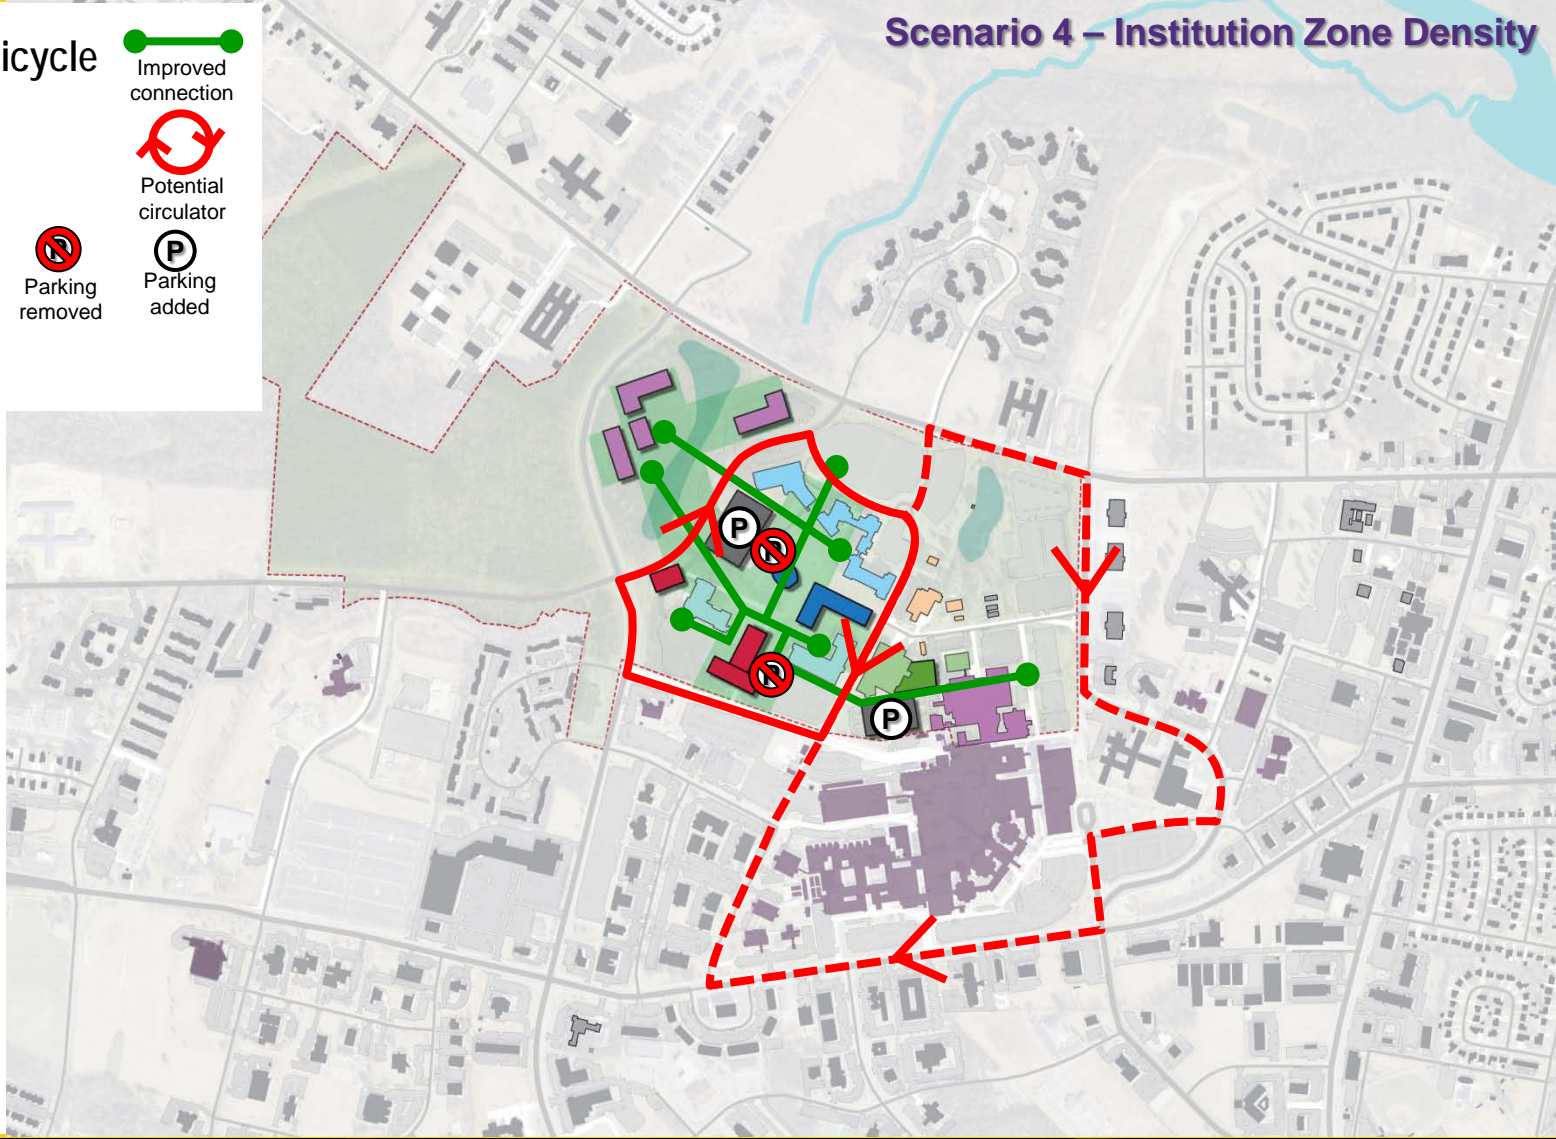 Scenario 4 – Institution Zone Density
icycle
Improved
connection
Potential
circulator
Parking
removed
P
Parking
added
P
P